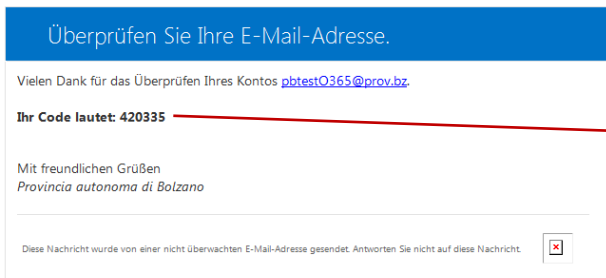 Überprüfen Sie Ihre E-Mail-Adresse.
Vielen Dank für das Überprüfen Ihres Kontos pbtestO365@prov.bz.
Ihr Code lautet: 420335
Mit freundlichen Grüßen
Provincia autonoma di Bolzano
Diese Nachricht wurde von einer nicht überwachten E-Mail-Adresse gesendet. Antworten Sie nicht auf diese Nachricht.